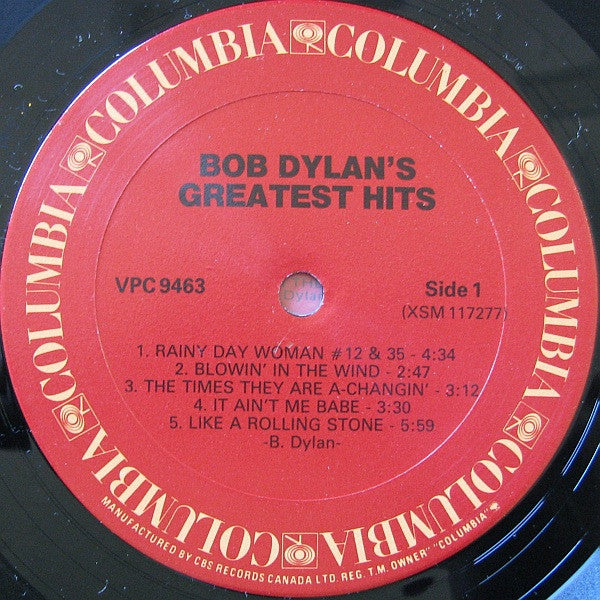 COLUMBIA COLUMBIA COLUMBIA COLUMBIA COLUMBIA COLUMBIA
BOB DYLAN'S
GREATEST HITS
VPC 9463
Side 1
(XSM 117277)
Dylan
1. RAINY DAY WOMAN #12 & 35 - 4:34
2. BLOWIN' IN THE WIND - 2:47
3. THE TIMES THEY ARE A-CHANGIN' - 3:12
4. IT AIN'T ME BABE - 3:30
5. LIKE A ROLLING STONE - 5:59
-B. Dylan-
MANUFACTURED BY CBS RECORDS CANADA LTD. REG. T.M. OWNER "COLUMBIA"